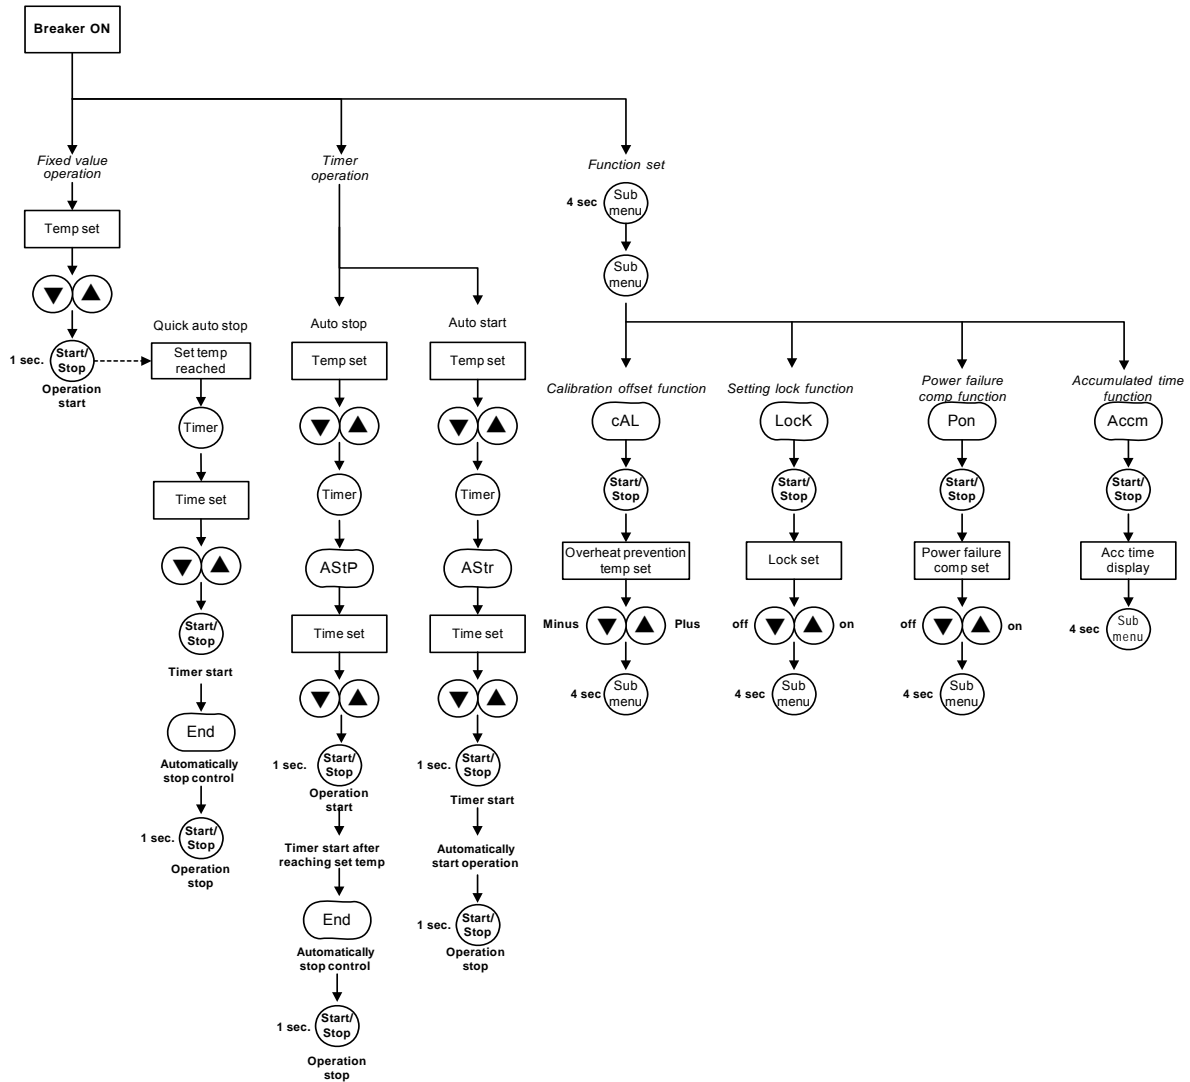 Breaker ON
Fixed value
operation
Temp set
1 sec.
Start/
Stop
Operation
start
Quick auto stop
Set temp
reached
Timer
Time set
Start/
Stop
Timer start
End
Automatically
stop control
1 sec.
Start/
Stop
Operation
stop
Timer
operation
Auto stop
Temp set
Timer
AStP
Time set
1 sec.
Start/
Stop
Operation
start
Timer start after
reaching set temp
End
Automatically
stop control
1 sec.
Start/
Stop
Operation
stop
Auto start
Temp set
Timer
AStr
Time set
1 sec.
Start/
Stop
Timer start
Automatically
start operation
1 sec.
Start/
Stop
Operation
stop
Function set
4 sec
Sub
menu
Sub
menu
Calibration offset function
cAL
Start/
Stop
Overheat prevention
temp set
Minus
Plus
4 sec
Sub
menu
Setting lock function
LocK
Start/
Stop
Lock set
off
on
4 sec
Sub
menu
Power failure
comp function
Pon
Start/
Stop
Power failure
comp set
off
on
4 sec
Sub
menu
Accumulated time
function
Accm
Start/
Stop
Acc time
display
4 sec
Sub
menu